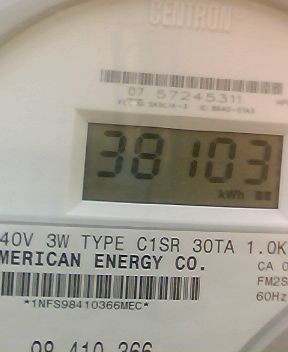 CENTRON
07 57245311
38103
kWh
40V 3W TYPE C1SR 30TA 1.0K
MERICAN ENERGY CO.
CA 0
FM2S
60Hz
*1NFS98410366MEC*
98 410 366